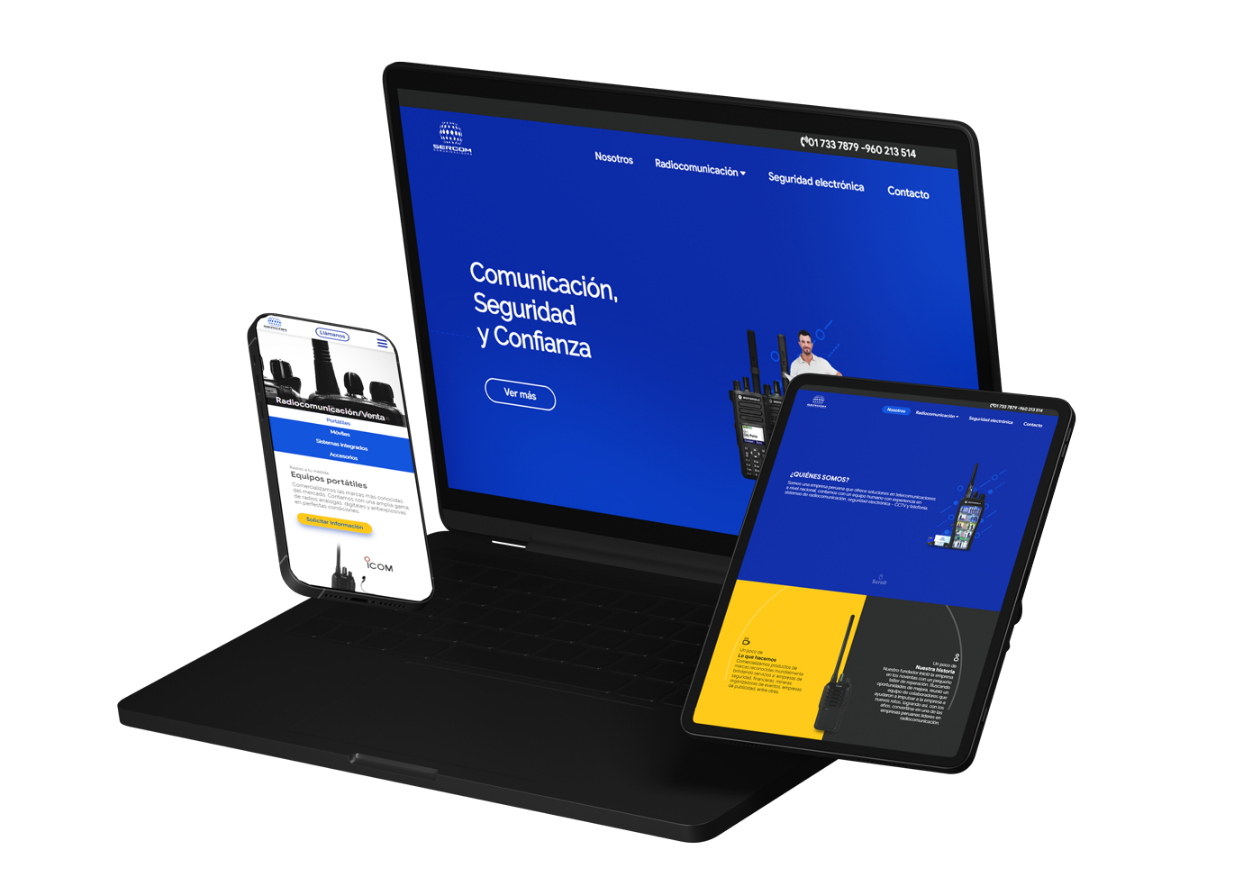 01 733 7879 -960 213 514
SERCOM
Nosotros
Radiocomunicación
Seguridad electrónica
Contacto
Comunicación,
Seguridad
y Confianza
Ver más
Llámanos
Radiocomunicación/Venta
Portátiles
Móviles
Sistemas Integrados
Accesorios
Equipos portátiles
Comercializamos las marcas más conocidas
del mercado. Contamos con una amplia gama
de radios análogos, digitales y antiexplosivas
en perfectas condiciones.
Solicitar Información
ICOM
01 733 7879 -960 213 514
SERCOM
Nosotros
Radiocomunicación
Seguridad electrónica
Contacto
¿QUIÉNES SOMOS?
Somos una empresa peruana que ofrece soluciones en telecomunicaciones
a nivel nacional, contamos con un equipo humano con experiencia en
sistemas de radiocomunicación, seguridad electrónica - CCTV y telefonía.
Scroll
Un poco de
Lo que hacemos
Comercializamos productos de
marcas reconocidas mundialmente
brindando servicios a empresas de
seguridad, financieras, mineras,
organizadores de eventos, empresas
de publicidad, entre otras.
Un poco de
Nuestra historia
Nuestro fundador inició la empresa
en los noventas con un pequeño
taller de reparación. Buscando
oportunidades de mejora, reunió un
equipo de colaboradores que
ayudaron a impulsar a la empresa a
nuevos retos, logrando así, con los
años, convertirse en una de las
empresas peruanas líderes en
radiocomunicación.